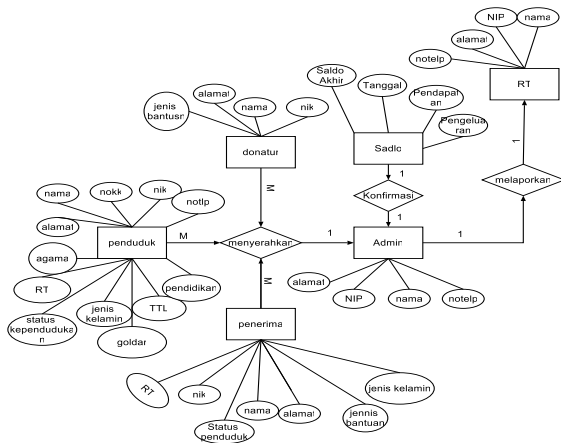 NIP
nama
alamat
notelp
RT
Saldo
Akhir
Tanggal
Pendapat
an
Pengelua
ran
Sadlo
alamat
nama
nik
jenis
bantusn
donatur
1
1
M
Konfirmasi
melaporkan
1
nama
nokk
nik
notlp
alamat
penduduk
M
menyerahkan
1
Admin
1
agama
RT
pendidikan
status
kependuduka
n
jenis
kelamin
TTL
goldar
M
penerima
alamat
NIP
nama
notelp
RT
nik
Status
penduduk
nama
alamat
jennis
bantuan
jenis kelamin